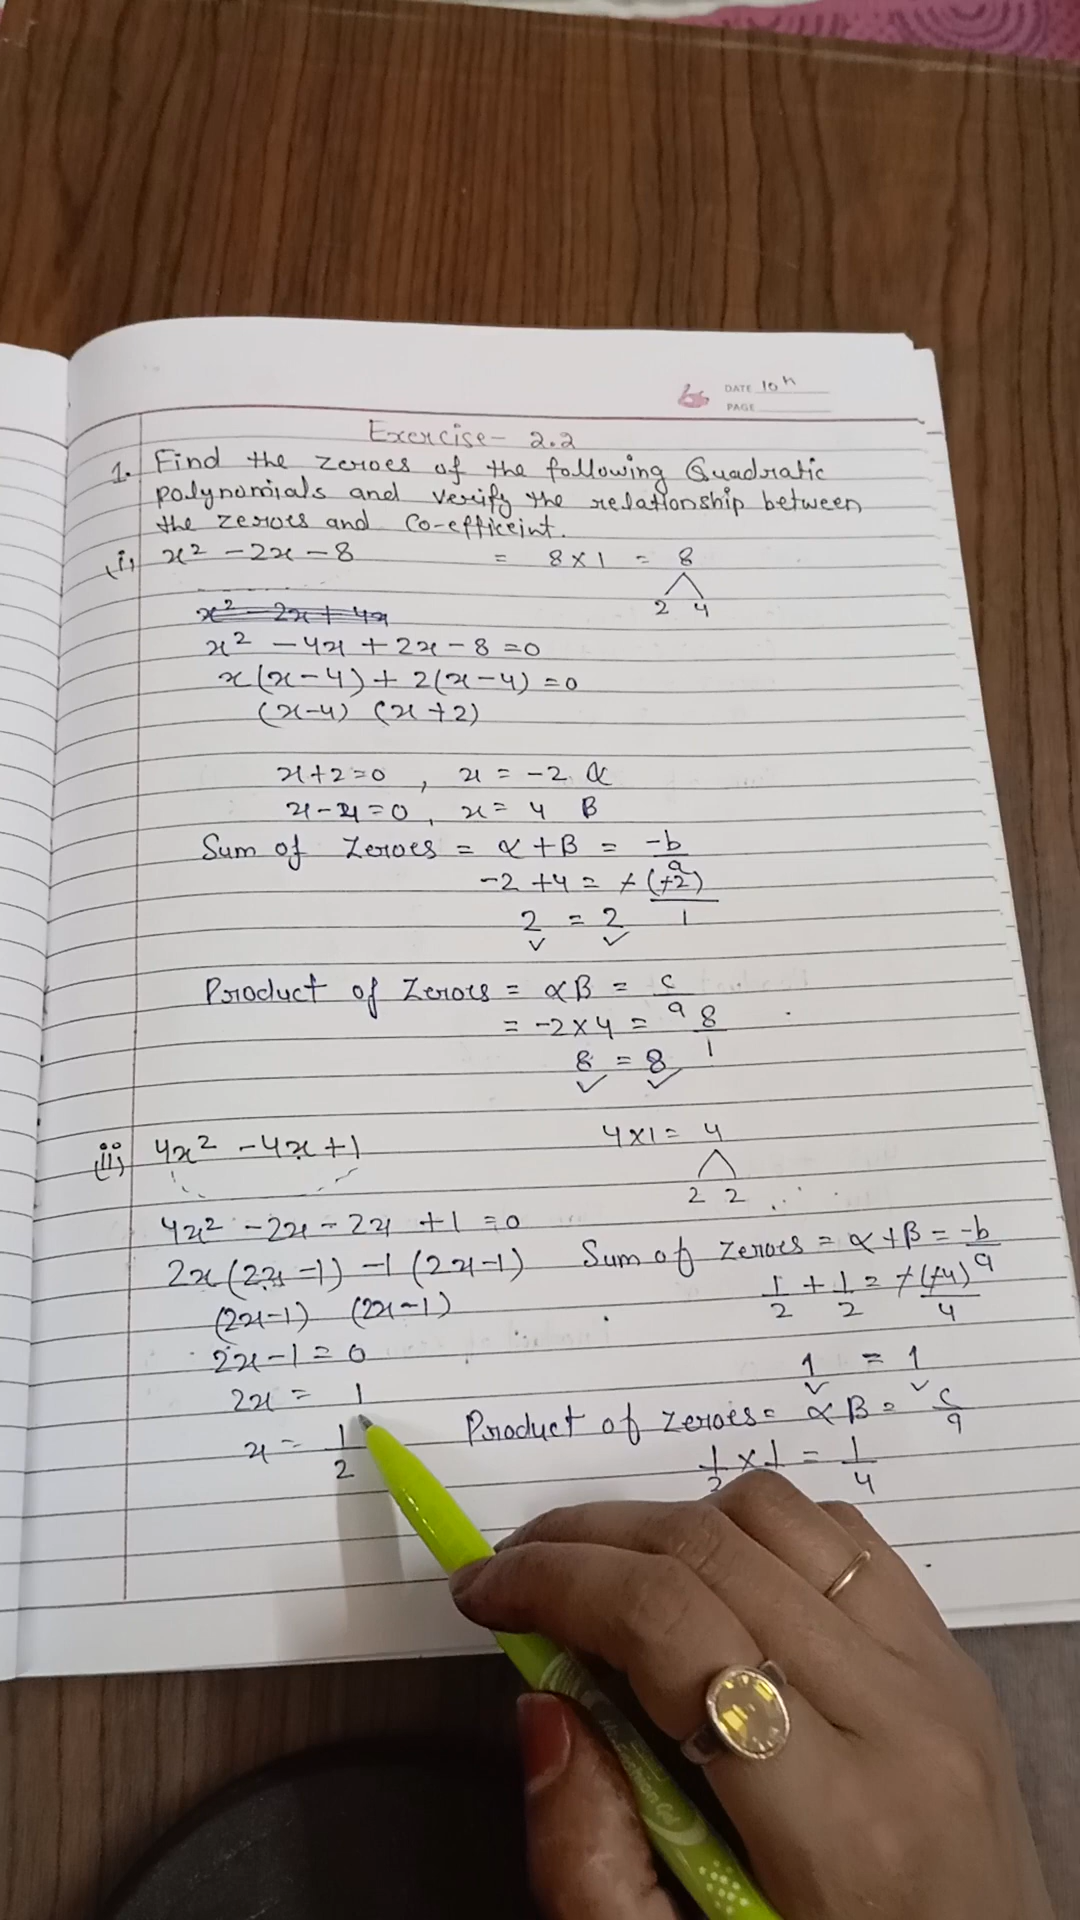 DATE 10th
PAGE
Exercise - 2.2
1. Find the zeroes of the following Quadratic
polynomials and verify the relationship between
the zeroes and Co-efficeint.
(i) x² - 2x - 8 = 8 × 1 = 8
2 4
x² - 2x + 4x
x² - 4x + 2x - 8 = 0
x(x-4) + 2(x-4) = 0
(x-4) (x+2)
x+2=0 , x = -2 α
x-4=0 , x = 4 β
Sum of Zeroes = α + β = -b/a
-2 + 4 = -(-2)/1
2 = 2
Product of Zeroes = αβ = c/a
= -2 × 4 = 8/1
8 = 8
(ii) 4x² - 4x + 1
4×1 = 4
2 2
4x² - 2x - 2x + 1 = 0
2x(2x-1) -1(2x-1)
(2x-1) (2x-1)
2x-1 = 0
2x = 1
x = 1/2
Sum of zeroes = α + β = -b/a
1/2 + 1/2 = -(-4)/4
1 = 1
Product of zeroes = αβ = c/a
1/2 × 1 = 1/4